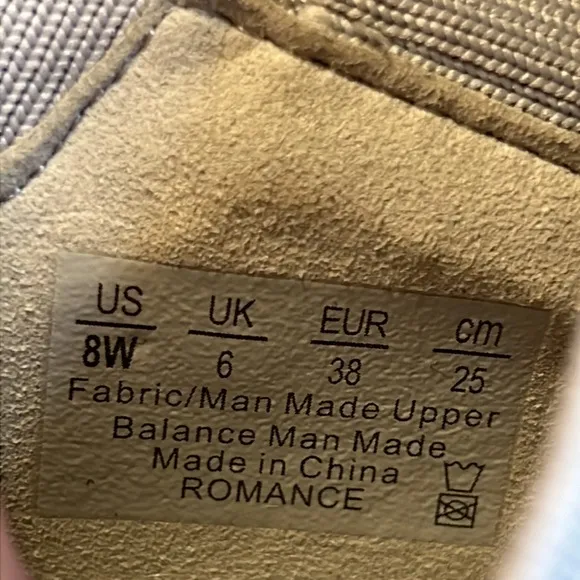 US UK EUR cm
8W 6 38 25
Fabric/Man Made Upper
Balance Man Made
Made in China
ROMANCE